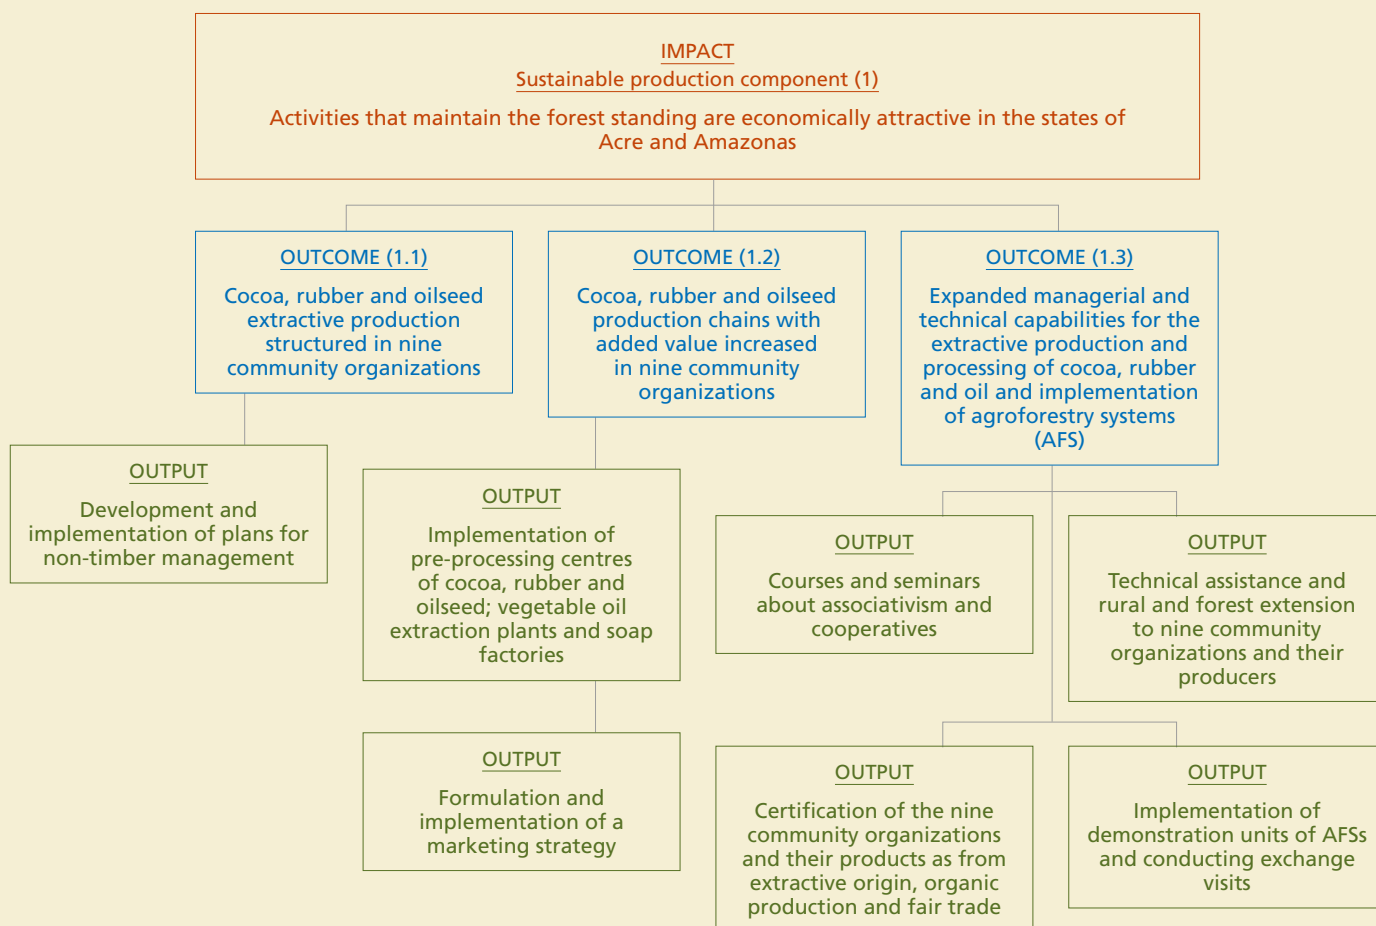 IMPACT
Sustainable production component (1)
Activities that maintain the forest standing are economically attractive in the states of
Acre and Amazonas
OUTCOME (1.1)
Cocoa, rubber and oilseed
extractive production
structured in nine
community organizations
OUTCOME (1.2)
Cocoa, rubber and oilseed
production chains with
added value increased
in nine community
organizations
OUTCOME (1.3)
Expanded managerial and
technical capabilities for the
extractive production and
processing of cocoa, rubber
and oil and implementation
of agroforestry systems
(AFS)
OUTPUT
Development and
implementation of plans for
non-timber management
OUTPUT
Implementation of
pre-processing centres
of cocoa, rubber and
oilseed; vegetable oil
extraction plants and soap
factories
OUTPUT
Courses and seminars
about associativism and
cooperatives
OUTPUT
Technical assistance and
rural and forest extension
to nine community
organizations and their
producers
OUTPUT
Formulation and
implementation of a
marketing strategy
OUTPUT
Certification of the nine
community organizations
and their products as from
extractive origin, organic
production and fair trade
OUTPUT
Implementation of
demonstration units of AFSs
and conducting exchange
visits